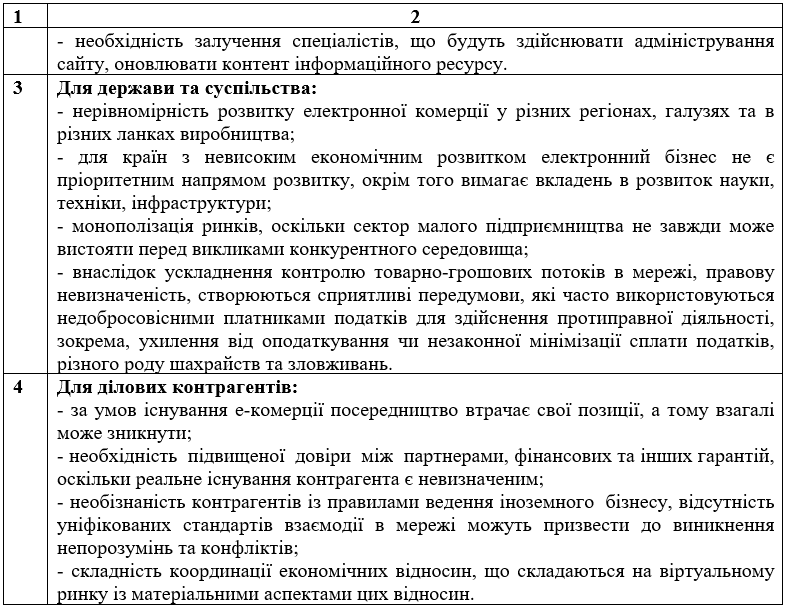 1 2
- необхідність залучення спеціалістів, що будуть здійснювати адміністрування
сайту, оновлювати контент інформаційного ресурсу.
3 Для держави та суспільства:
- нерівномірність розвитку електронної комерції у різних регіонах, галузях та в
різних ланках виробництва;
- для країн з невисоким економічним розвитком електронний бізнес не є
пріоритетним напрямом розвитку, окрім того вимагає вкладень в розвиток науки,
техніки, інфраструктури;
- монополізація ринків, оскільки сектор малого підприємництва не завжди може
вистояти перед викликами конкурентного середовища;
- внаслідок ускладнення контролю товарно-грошових потоків в мережі, правову
невизначеність, створюються сприятливі передумови, які часто використовуються
недобросовісними платниками податків для здійснення протиправної діяльності,
зокрема, ухилення від оподаткування чи незаконної мінімізації сплати податків,
різного роду шахрайств та зловживань.
4 Для ділових контрагентів:
- за умов існування е-комерції посередництво втрачає свої позиції, а тому взагалі
може зникнути;
- необхідність підвищеної довіри між партнерами, фінансових та інших гарантій,
оскільки реальне існування контрагента є невизначеним;
- необізнаність контрагентів із правилами ведення іноземного бізнесу, відсутність
уніфікованих стандартів взаємодії в мережі можуть призвести до виникнення
непорозумінь та конфліктів;
- складність координації економічних відносин, що складаються на віртуальному
ринку із матеріальними аспектами цих відносин.